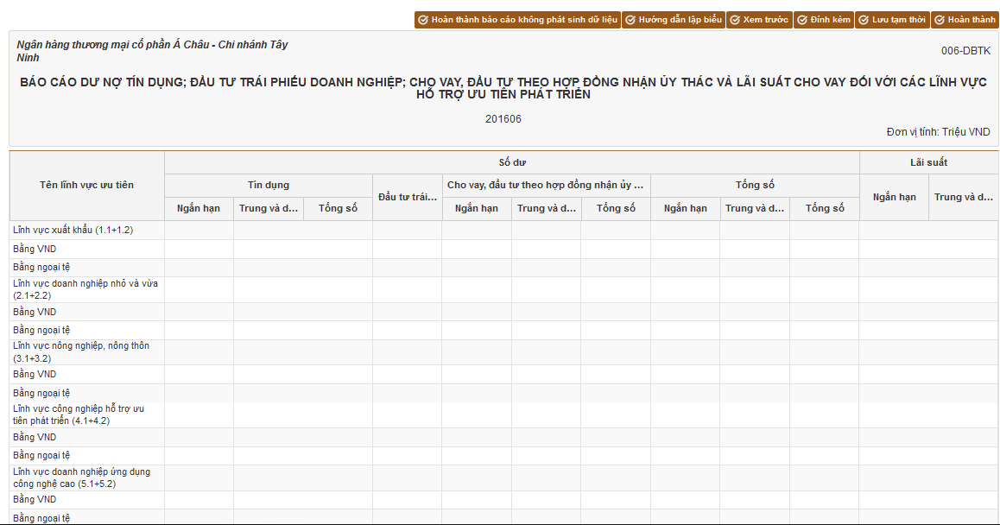 Hoàn thành báo cáo không phát sinh dữ liệu Hướng dẫn lập biểu Xem trước Đính kèm Lưu tạm thời Hoàn thành
Ngân hàng thương mại cổ phần Á Châu - Chi nhánh Tây
Ninh
006-DBTK
BÁO CÁO DƯ NỢ TÍN DỤNG; ĐẦU TƯ TRÁI PHIẾU DOANH NGHIỆP; CHO VAY, ĐẦU TƯ THEO HỢP ĐỒNG NHẬN ỦY THÁC VÀ LÃI SUẤT CHO VAY ĐỐI VỚI CÁC LĨNH VỰC
HỖ TRỢ ƯU TIÊN PHÁT TRIỂN
201606
Đơn vị tính: Triệu VND
Số dư Lãi suất
Tên lĩnh vực ưu tiên Tín dụng Đầu tư trái... Cho vay, đầu tư theo hợp đồng nhận ủy ... Tổng số Ngắn hạn Trung và d...
Ngắn hạn Trung và d... Tổng số Ngắn hạn Trung và d... Tổng số Ngắn hạn Trung và d... Tổng số
Lĩnh vực xuất khẩu (1.1+1.2)
Bằng VND
Bằng ngoại tệ
Lĩnh vực doanh nghiệp nhỏ và vừa
(2.1+2.2)
Bằng VND
Bằng ngoại tệ
Lĩnh vực nông nghiệp, nông thôn
(3.1+3.2)
Bằng VND
Bằng ngoại tệ
Lĩnh vực công nghiệp hỗ trợ ưu
tiên phát triển (4.1+4.2)
Bằng VND
Bằng ngoại tệ
Lĩnh vực doanh nghiệp ứng dụng
công nghệ cao (5.1+5.2)
Bằng VND
Bằng ngoại tệ